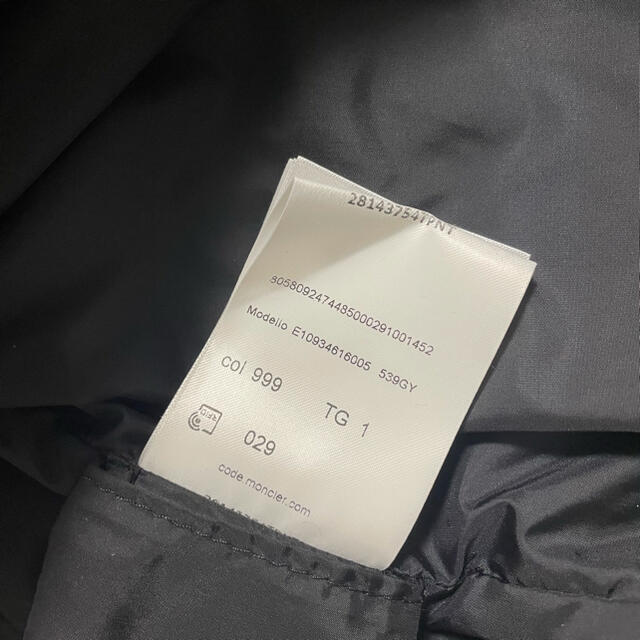 28143754TPNT
8058092474485000291001452
Modello E10934616005 539GY
col 999 TG 1
029
code.moncler.com